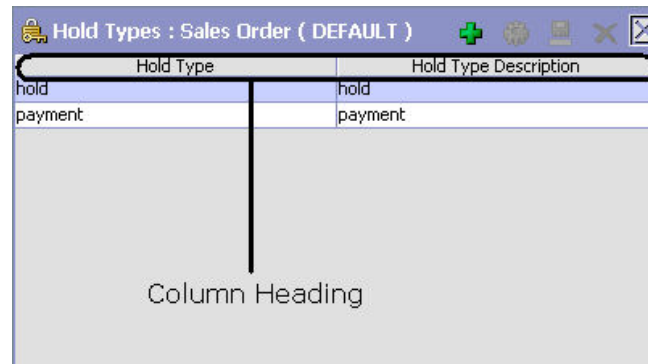 Hold Types : Sales Order ( DEFAULT )
Hold Type Hold Type Description
hold hold
payment payment
Column Heading